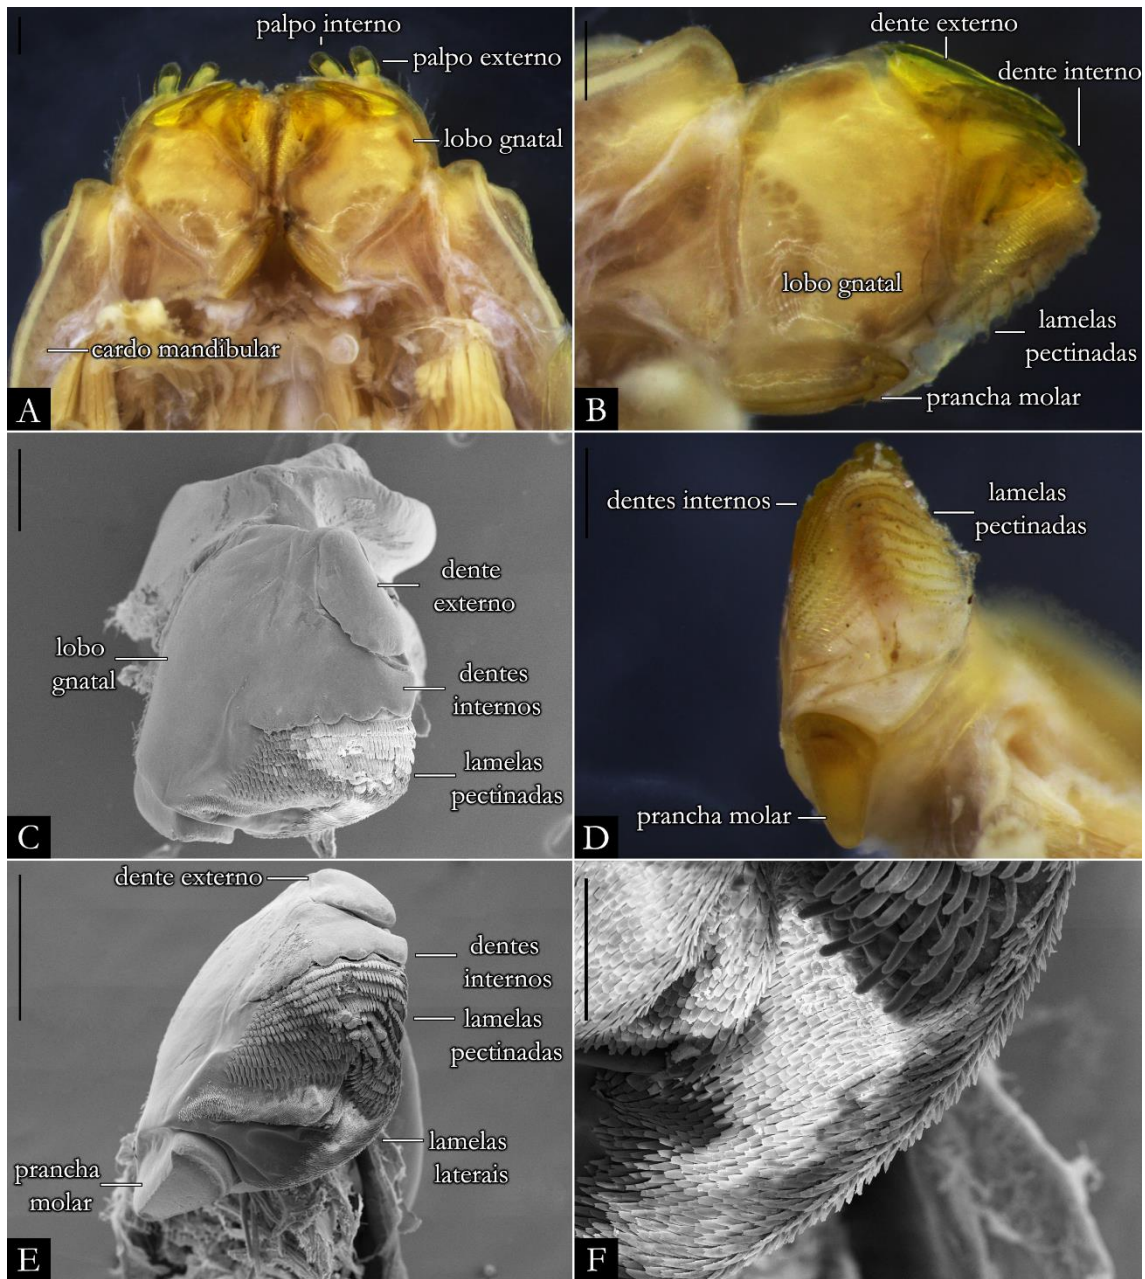 palpo interno
palpo externo
lobo gnatal
cardo mandibular
A
dente externo
dente interno
lobo gnatal
lamelas
pectinadas
prancha molar
B
dente
externo
lobo
gnatal
dentes
internos
lamelas
pectinadas
C
dentes internos
lamelas
pectinadas
prancha molar
D
dente externo
dentes
internos
lamelas
pectinadas
lamelas
laterais
prancha
molar
E
F